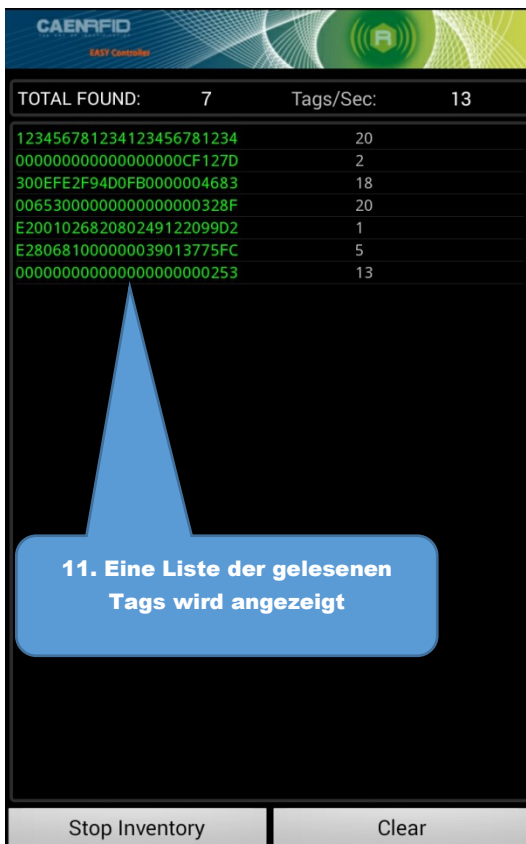 CAENRFID
EASY Controller
TOTAL FOUND: 7 Tags/Sec: 13
123456781234123456781234 20
000000000000000000CF127D 2
300EFE2F94D0FB0000004683 18
00653000000000000000328F 20
E200102682080249122099D2 1
E280681000000039013775FC 5
000000000000000000000253 13
11. Eine Liste der gelesenen
Tags wird angezeigt
Stop Inventory Clear